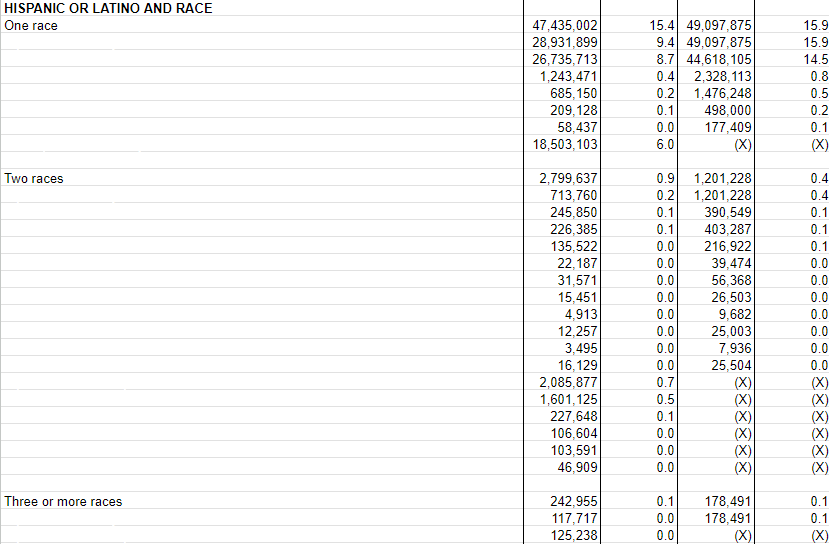 HISPANIC OR LATINO AND RACE
One race 47,435,002 15.4 49,097,875 15.9
28,931,899 9.4 49,097,875 15.9
26,735,713 8.7 44,618,105 14.5
1,243,471 0.4 2,328,113 0.8
685,150 0.2 1,476,248 0.5
209,128 0.1 498,000 0.2
58,437 0.0 177,409 0.1
18,503,103 6.0 (X) (X)
Two races 2,799,637 0.9 1,201,228 0.4
713,760 0.2 1,201,228 0.4
245,850 0.1 390,549 0.1
226,385 0.1 403,287 0.1
135,522 0.0 216,922 0.1
22,187 0.0 39,474 0.0
31,571 0.0 56,368 0.0
15,451 0.0 26,503 0.0
4,913 0.0 9,682 0.0
12,257 0.0 25,003 0.0
3,495 0.0 7,936 0.0
16,129 0.0 25,504 0.0
2,085,877 0.7 (X) (X)
1,601,125 0.5 (X) (X)
227,648 0.1 (X) (X)
106,604 0.0 (X) (X)
103,591 0.0 (X) (X)
46,909 0.0 (X) (X)
Three or more races 242,955 0.1 178,491 0.1
117,717 0.0 178,491 0.1
125,238 0.0 (X) (X)